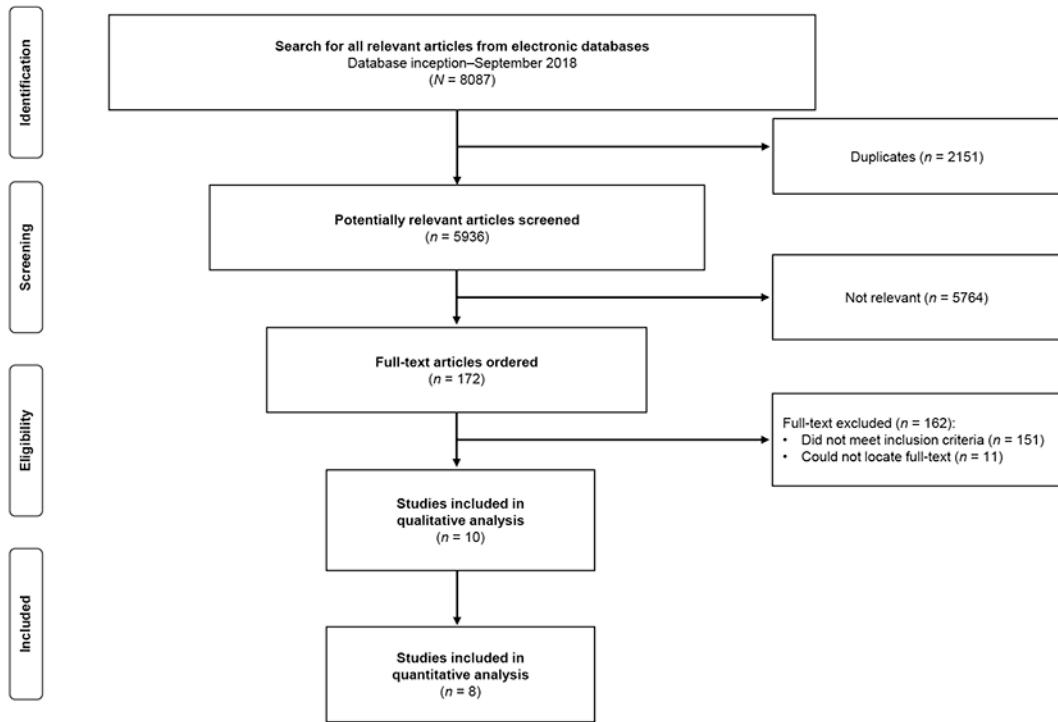 Identification
Search for all relevant articles from electronic databases
Database inception–September 2018
(N = 8087)
Duplicates (n = 2151)
Screening
Potentially relevant articles screened
(n = 5936)
Not relevant (n = 5764)
Eligibility
Full-text articles ordered
(n = 172)
Full-text excluded (n = 162):
• Did not meet inclusion criteria (n = 151)
• Could not locate full-text (n = 11)
Studies included in
qualitative analysis
(n = 10)
Included
Studies included in
quantitative analysis
(n = 8)